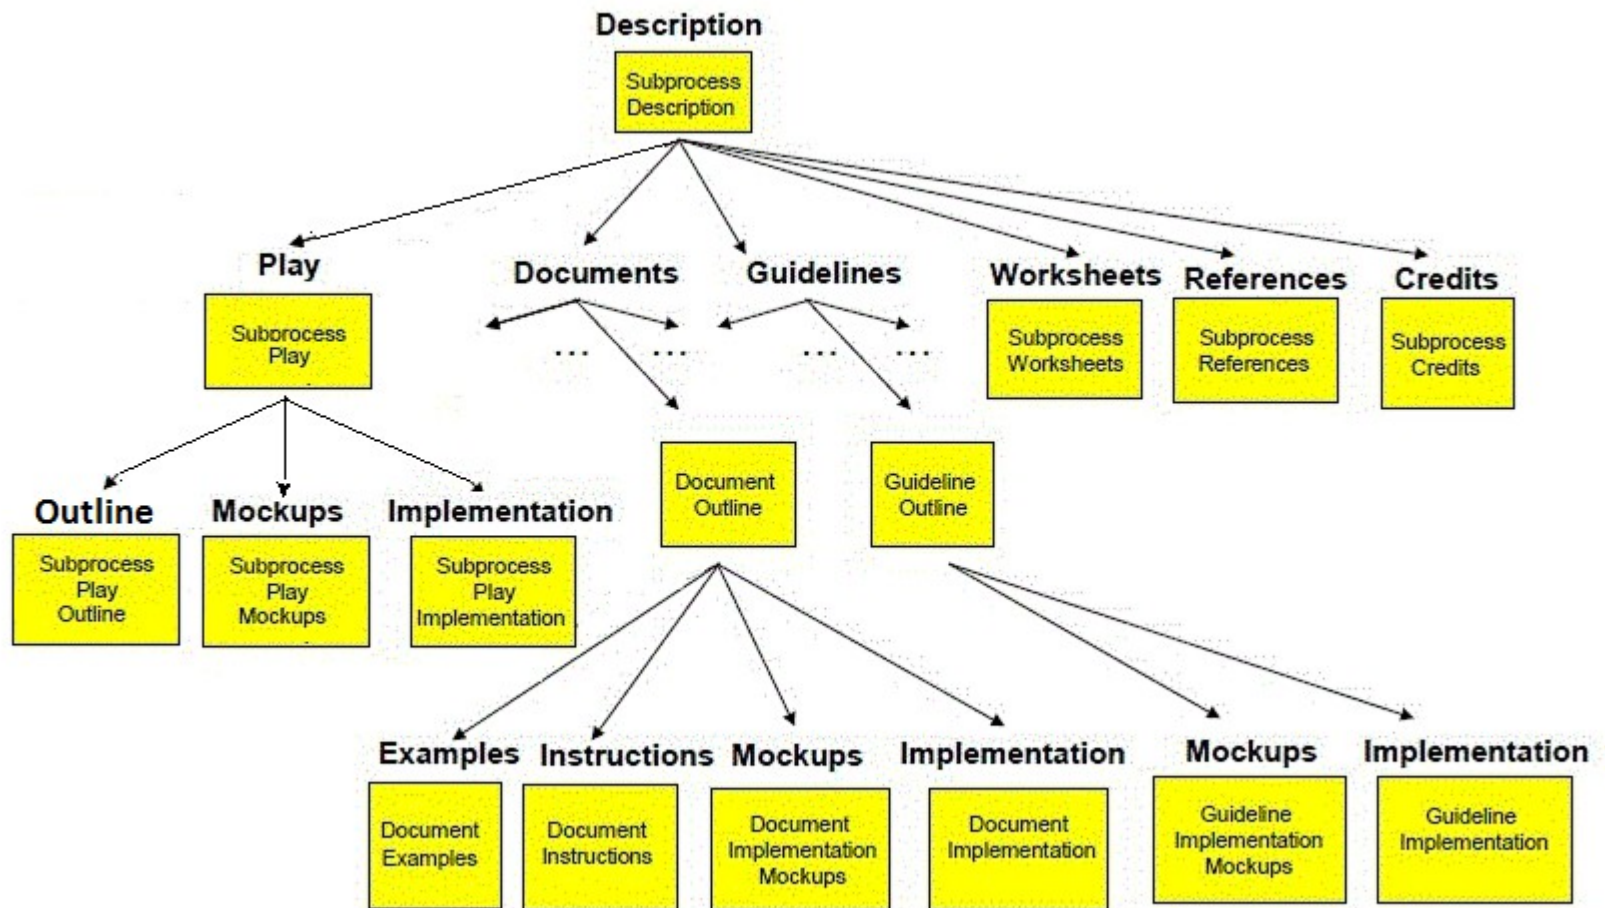 Description
Subprocess
Description
Play
Documents
Guidelines
Worksheets
References
Credits
Subprocess
Play
Subprocess
Worksheets
Subprocess
References
Subprocess
Credits
... ... ... ...
Document
Outline
Guideline
Outline
Outline
Mockups
Implementation
Subprocess
Play
Outline
Subprocess
Play
Mockups
Subprocess
Play
Implementation
Examples
Instructions
Mockups
Implementation
Mockups
Implementation
Document
Examples
Document
Instructions
Document
Implementation
Mockups
Document
Implementation
Guideline
Implementation
Mockups
Guideline
Implementation